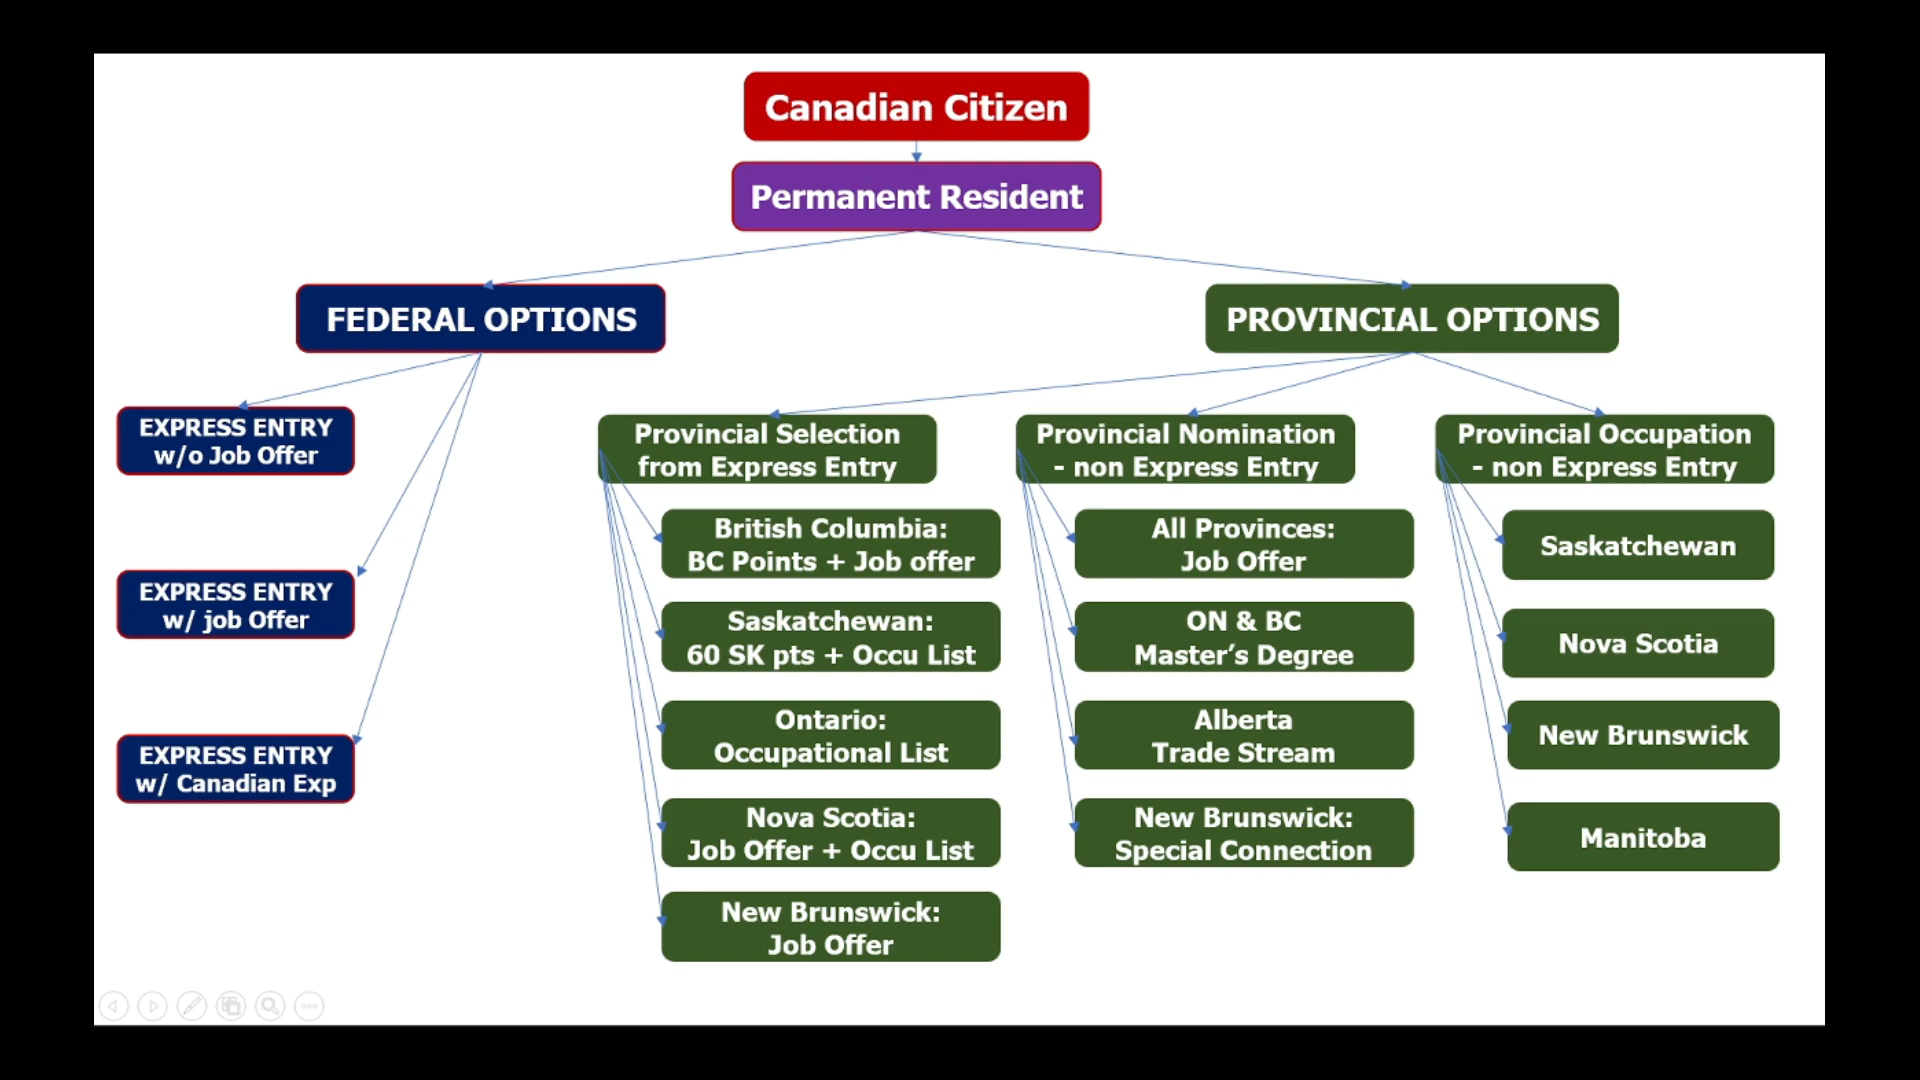 Canadian Citizen
Permanent Resident
FEDERAL OPTIONS
PROVINCIAL OPTIONS
EXPRESS ENTRY
w/o Job Offer
EXPRESS ENTRY
w/ job Offer
EXPRESS ENTRY
w/ Canadian Exp
Provincial Selection
from Express Entry
British Columbia:
BC Points + Job offer
Saskatchewan:
60 SK pts + Occu List
Ontario:
Occupational List
Nova Scotia:
Job Offer + Occu List
New Brunswick:
Job Offer
Provincial Nomination
- non Express Entry
All Provinces:
Job Offer
ON & BC
Master’s Degree
Alberta
Trade Stream
New Brunswick:
Special Connection
Provincial Occupation
- non Express Entry
Saskatchewan
Nova Scotia
New Brunswick
Manitoba